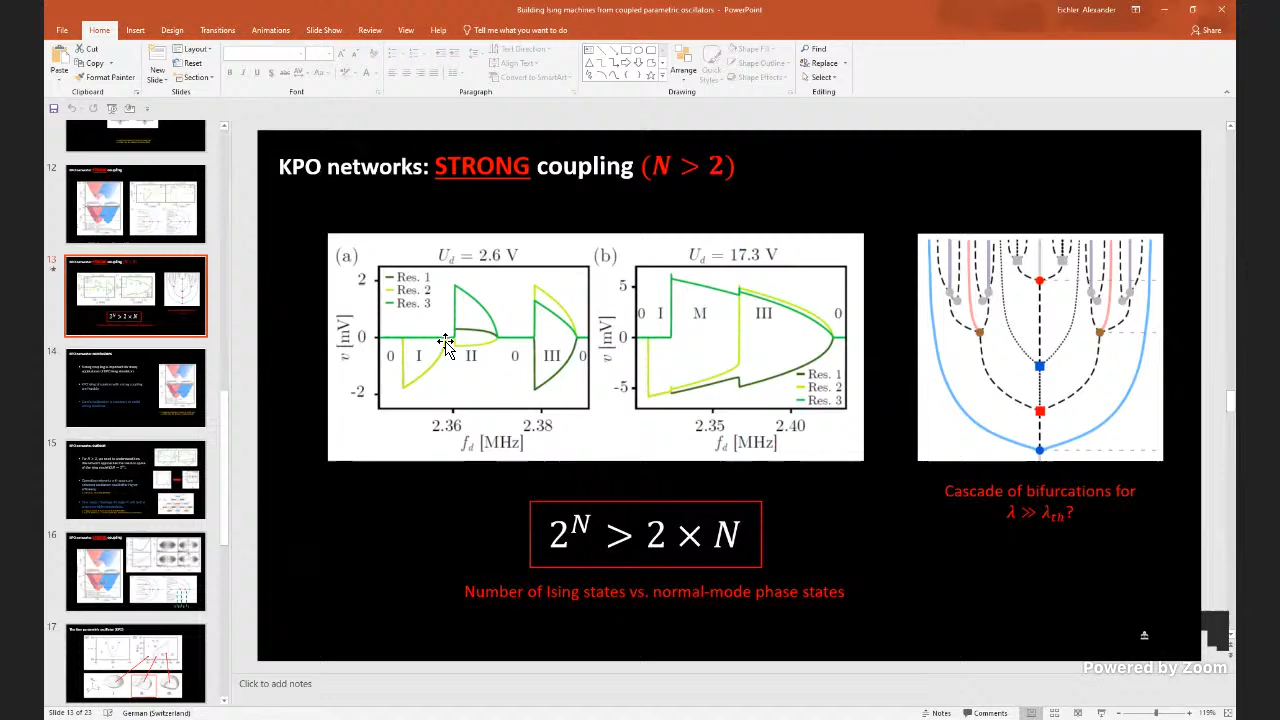 Building Ising machines from coupled parametric oscillators - PowerPoint
Eichler Alexander
File Home Insert Design Transitions Animations Slide Show Review View Help Tell me what you want to do Share
Paste Cut Copy Format Painter
Clipboard
New Slide Layout Reset Section
Slides
Font
Text Direction Align Text Convert to SmartArt
Paragraph
Arrange Quick Styles Shape Fill Shape Outline Shape Effects
Drawing
Find Replace Select
Editing
12
13
14
15
16
17
KPO networks: STRONG coupling (N > 2)
(a) U_d = 2.6 V
Res. 1
Res. 2
Res. 3
2
0
v [mV]
0 I II III 0
2.36 2.38
f_d [MHz]
(b) U_d = 17.3 V
5
0
-5
v [mV]
0 I M III 0
Res. 3
2.35 2.40
f_d [MHz]
Cascade of bifurcations for
λ ≫ λ_th?
2^N > 2 × N
Number of Ising states vs. normal-mode phase states
Powered by Zoom
Click to add notes
Slide 13 of 23 German (Switzerland) Notes Comments 119%